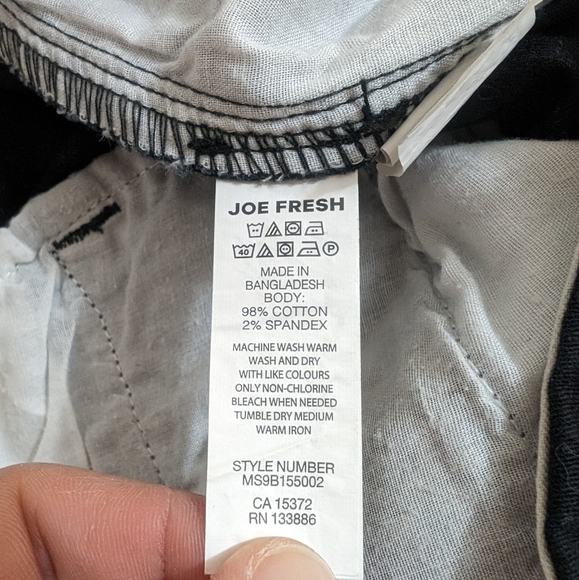 JOE FRESH
40 P
MADE IN
BANGLADESH
BODY:
98% COTTON
2% SPANDEX
MACHINE WASH WARM
WASH AND DRY
WITH LIKE COLOURS
ONLY NON-CHLORINE
BLEACH WHEN NEEDED
TUMBLE DRY MEDIUM
WARM IRON
STYLE NUMBER
MS9B155002
CA 15372
RN 133886